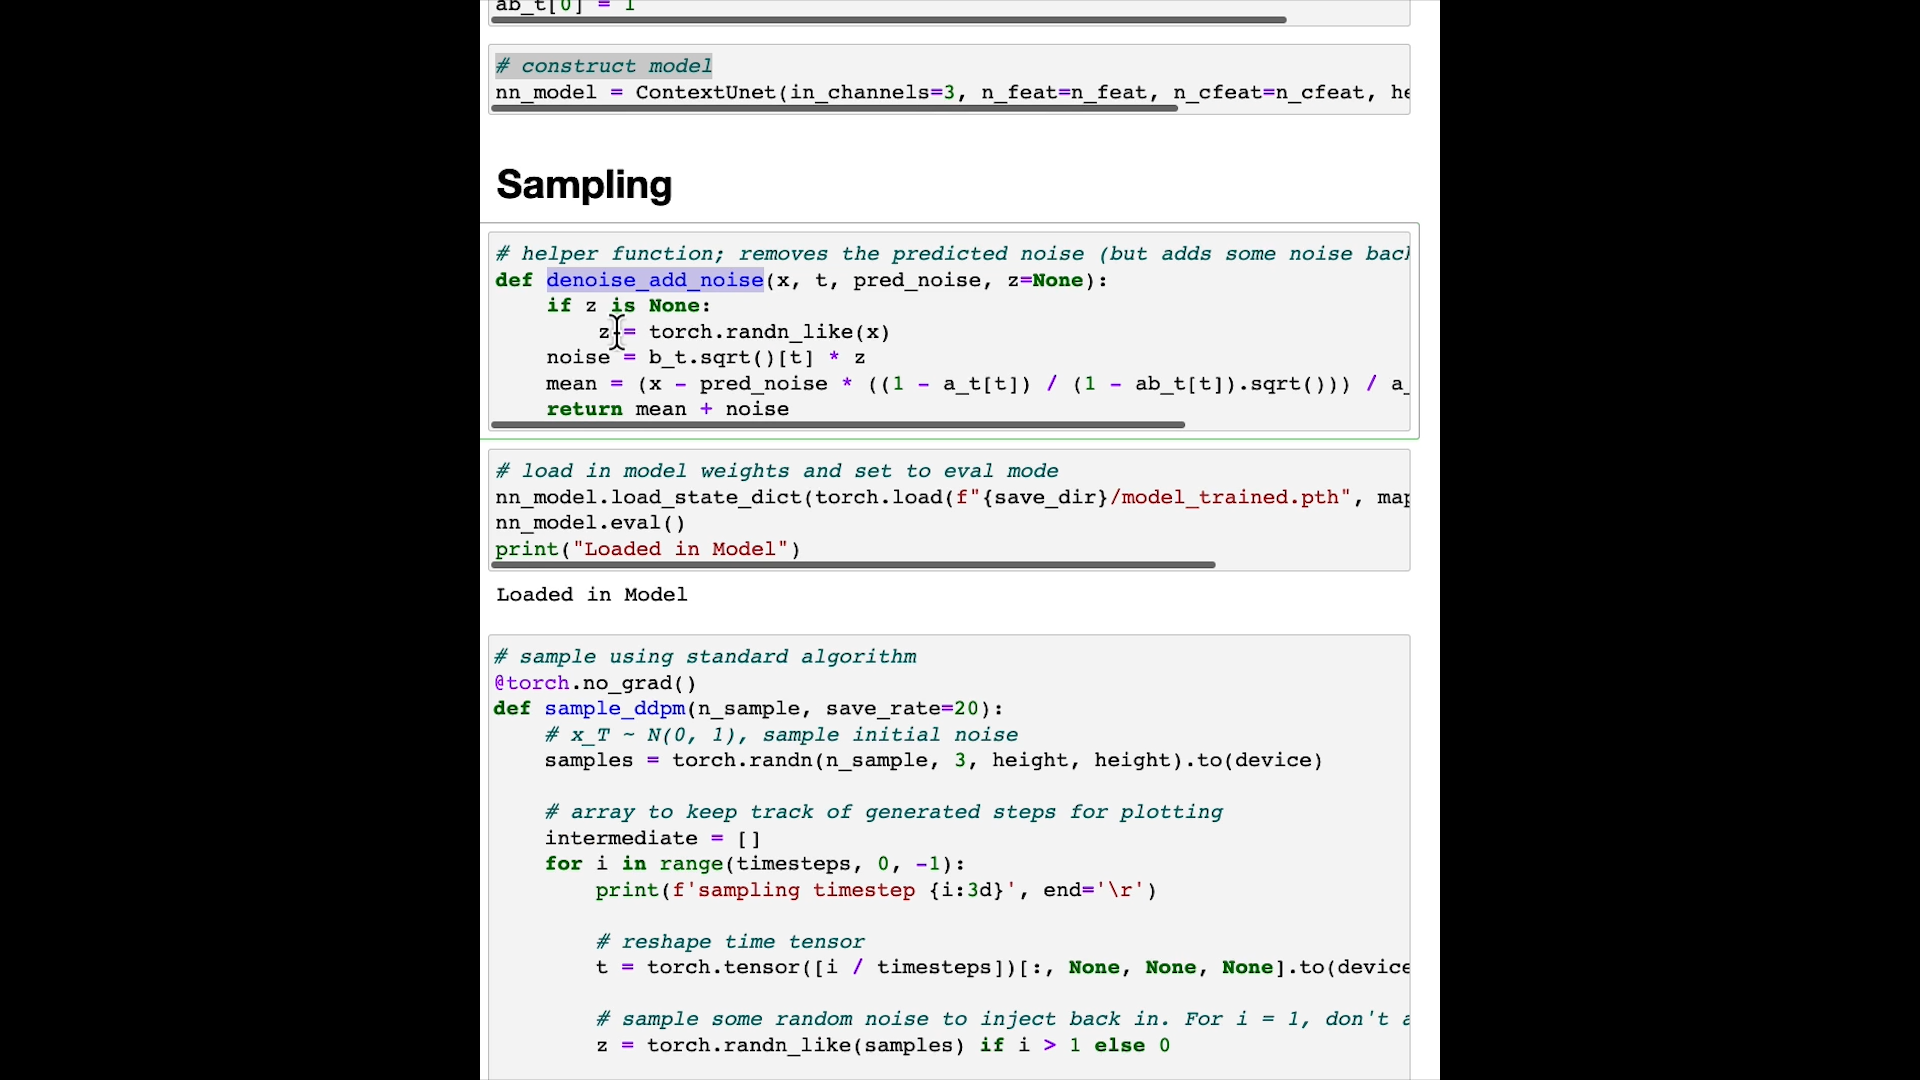 ab_t[0] = 1
# construct model
nn_model = ContextUnet(in_channels=3, n_feat=n_feat, n_cfeat=n_cfeat, he
Sampling
# helper function; removes the predicted noise (but adds some noise back
def denoise_add_noise(x, t, pred_noise, z=None):
    if z is None:
        z = torch.randn_like(x)
    noise = b_t.sqrt()[t] * z
    mean = (x - pred_noise * ((1 - a_t[t]) / (1 - ab_t[t]).sqrt())) / a_
    return mean + noise
# load in model weights and set to eval mode
nn_model.load_state_dict(torch.load(f"{save_dir}/model_trained.pth", map
nn_model.eval()
print("Loaded in Model")
Loaded in Model
# sample using standard algorithm
@torch.no_grad()
def sample_ddpm(n_sample, save_rate=20):
    # x_T ~ N(0, 1), sample initial noise
    samples = torch.randn(n_sample, 3, height, height).to(device)
    # array to keep track of generated steps for plotting
    intermediate = []
    for i in range(timesteps, 0, -1):
        print(f'sampling timestep {i:3d}', end='\r')
        # reshape time tensor
        t = torch.tensor([i / timesteps])[:, None, None, None].to(device
        # sample some random noise to inject back in. For i = 1, don't a
        z = torch.randn_like(samples) if i > 1 else 0